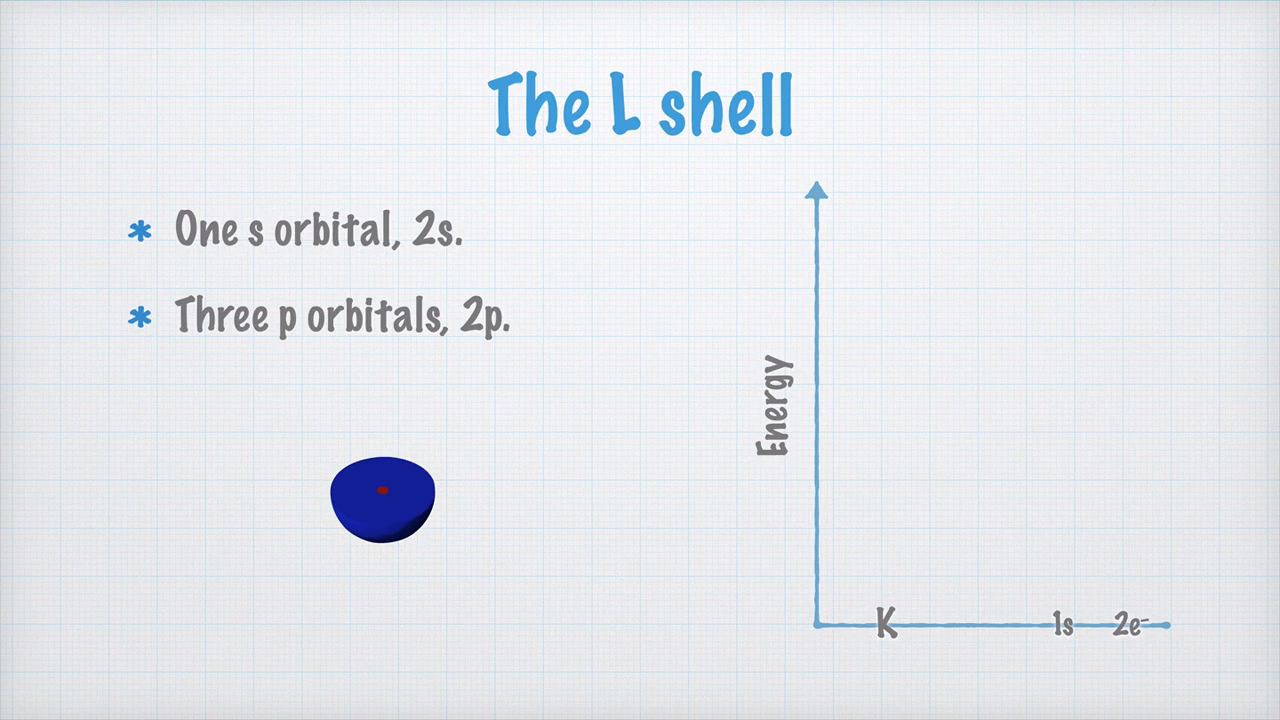 The L shell
* One s orbital, 2s.
* Three p orbitals, 2p.
Energy
K 1s 2e⁻